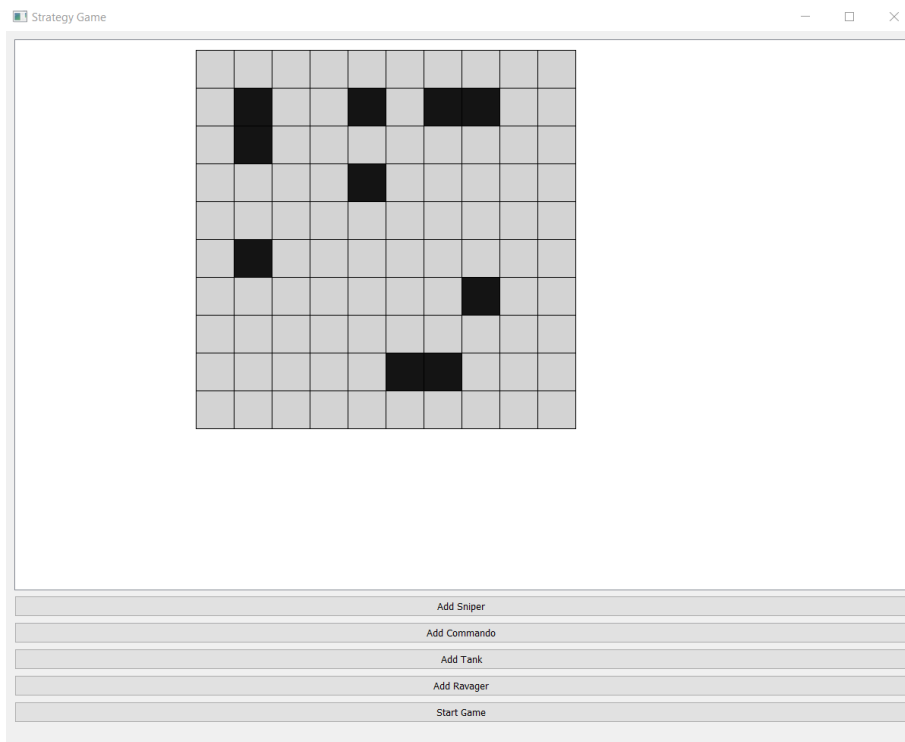 Strategy Game
Add Sniper
Add Commando
Add Tank
Add Ravager
Start Game